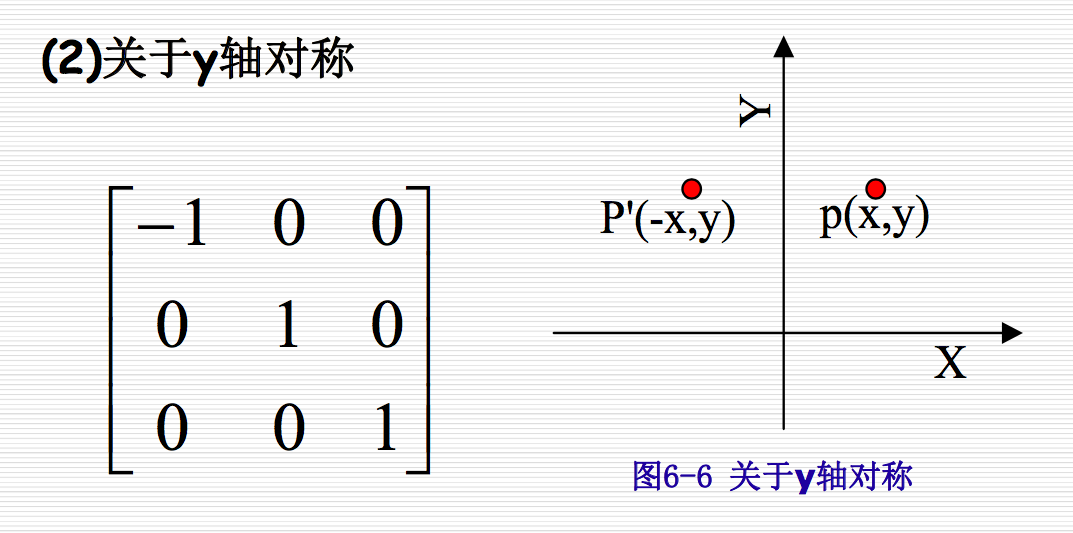 (2)关于y轴对称
-1 0 0
0 1 0
0 0 1
Y
P'(-x,y)
p(x,y)
X
图6-6 关于y轴对称